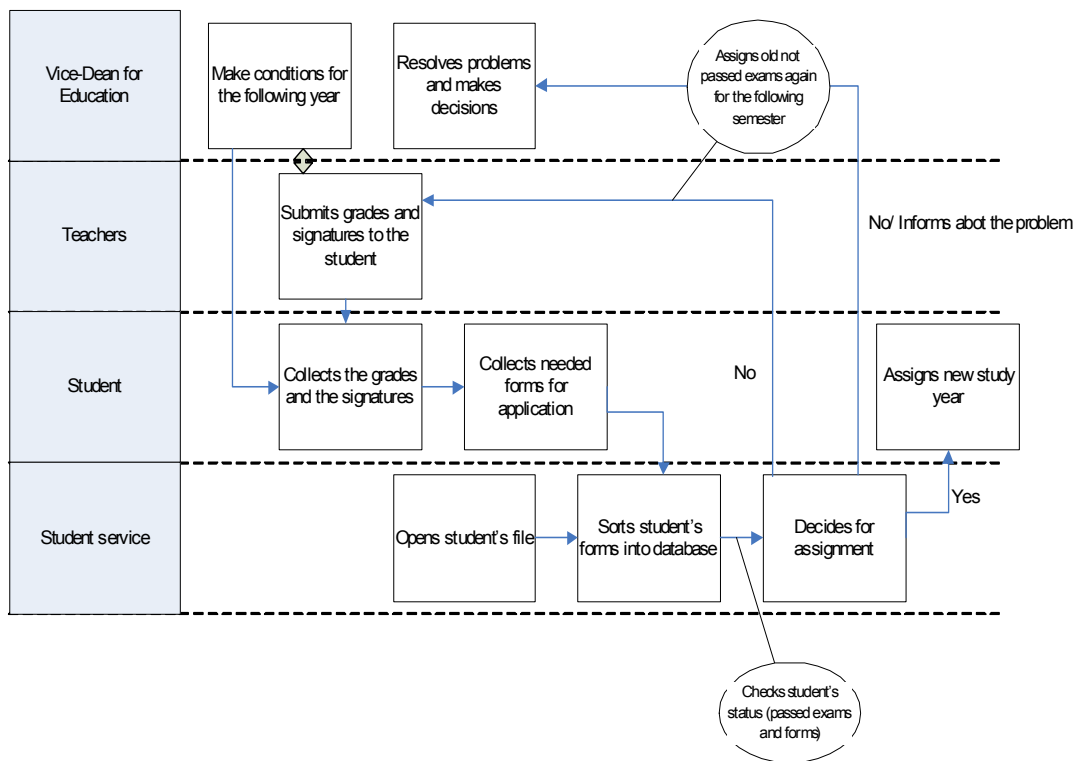 Vice-Dean for
Education
Make conditions for
the following year
Resolves problems
and makes
decisions
Assigns old not
passed exams again
for the following
semester
Teachers
Submits grades and
signatures to the
student
No/ Informs abot the problem
Student
Collects the grades
and the signatures
Collects needed
forms for
application
No
Assigns new study
year
Student service
Opens student's file
Sorts student's
forms into database
Decides for
assignment
Yes
Checks student's
status (passed exams
and forms)